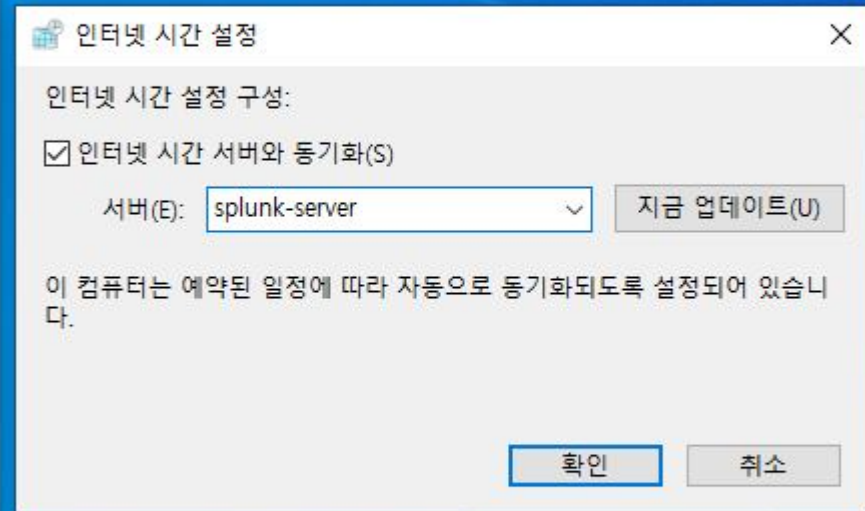 인터넷 시간 설정
인터넷 시간 설정 구성:
인터넷 시간 서버와 동기화(S)
서버(E): splunk-server 지금 업데이트(U)
이 컴퓨터는 예약된 일정에 따라 자동으로 동기화되도록 설정되어 있습니
다.
확인 취소